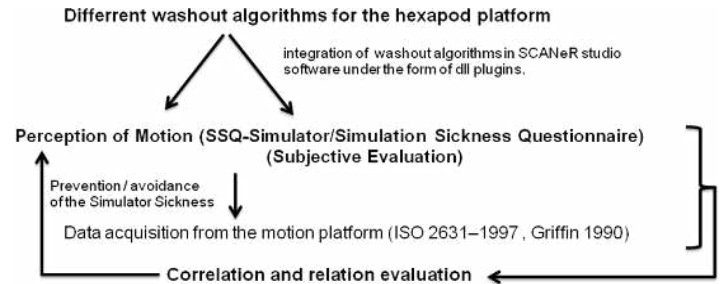 Different washout algorithms for the hexapod platform
integration of washout algorithms in SCANeR studio
software under the form of dll plugins.
Perception of Motion (SSQ-Simulator/Simulation Sickness Questionnaire)
(Subjective Evaluation)
Prevention / avoidance
of the Simulator Sickness
Data acquisition from the motion platform (ISO 2631–1997 , Griffin 1990)
Correlation and relation evaluation